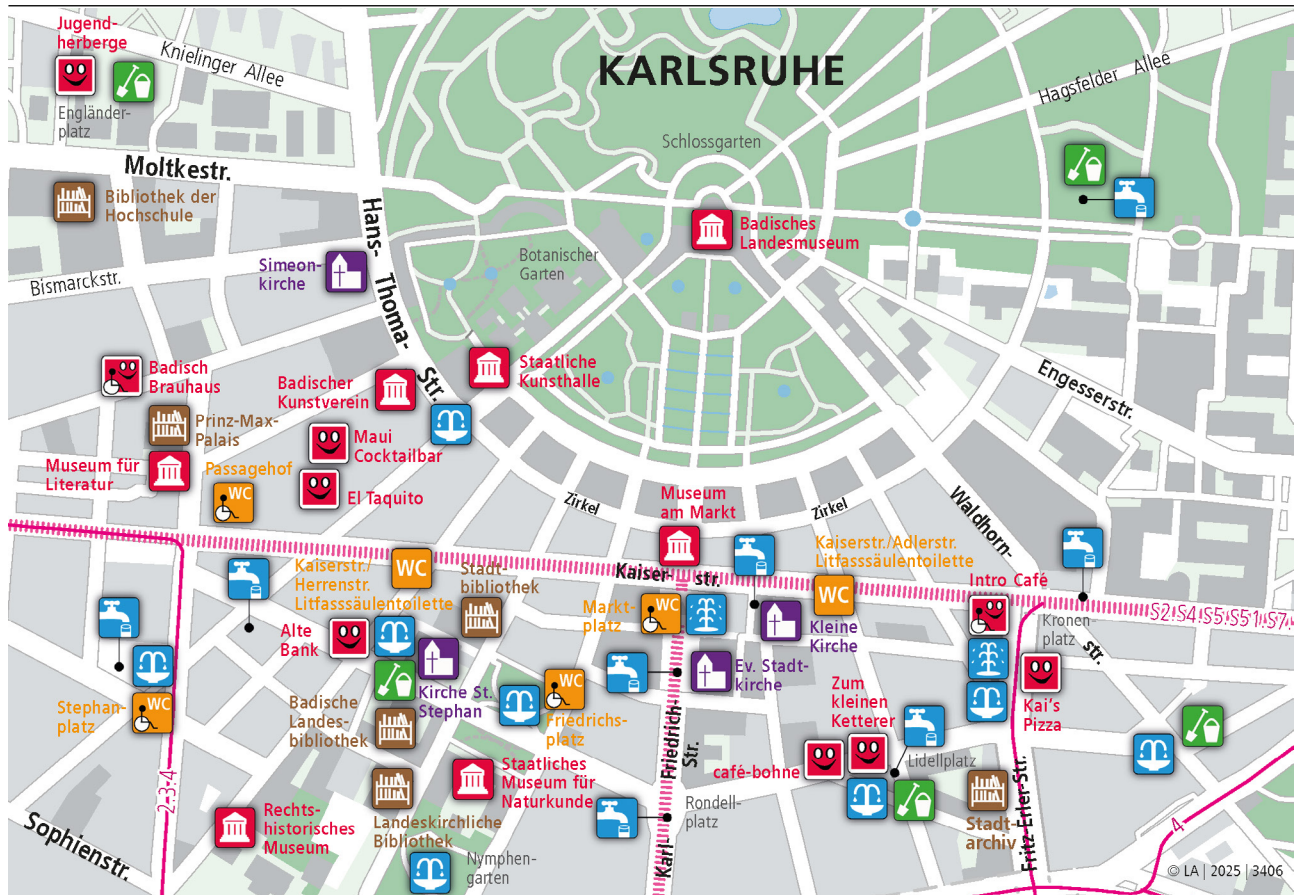 KARLSRUHE
Jugend-
herberge
Knielinger Allee
Engländer-
platz
Hagsfelder Allee
Schlossgarten
Moltkestr.
Bibliothek der
Hochschule
Hans-Thoma-Str.
Badisches
Landesmuseum
Botanischer
Garten
Simeon-
kirche
Bismarckstr.
Badisch
Brauhaus
Badischer
Kunstverein
Staatliche
Kunsthalle
Engesserstr.
Prinz-Max-
Palais
Maui
Cocktailbar
Museum für
Literatur
Passagehof
WC
El Taquito
Zirkel
Museum
am Markt
Zirkel
Waldhorn-
str.
Kaiserstr./
Herrenstr.
Litfasssäulentoilette
WC
Stadt-
bibliothek
Kaiser-
str.
Kaiserstr./Adlerstr.
Litfasssäulentoilette
WC
Intro Café
S2·S4·S5·S51·S7·
Kronen-
platz
Markt-
platz
WC
Kleine
Kirche
Alte
Bank
Kirche St.
Stephan
Ev. Stadt-
kirche
Stephan-
platz
WC
Badische
Landes-
bibliothek
WC
Friedrichs-
platz
Karl-
Friedrich-
Str.
Zum
kleinen
Ketterer
Kai's
Pizza
café-bohne
Lidellplatz
2·3·4
Staatliches
Museum für
Naturkunde
Rondell-
platz
Sophienstr.
Rechts-
historisches
Museum
Landeskirchliche
Bibliothek
Nymphen-
garten
Stadt-
archiv
Fritz-Erler-Str.
4
© LA | 2025 | 3406